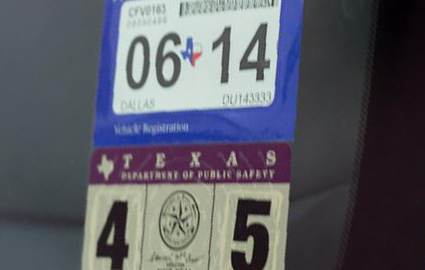 CFV0163
06 14
DALLAS DU143333
Vehicle Registration
TEXAS
DEPARTMENT OF PUBLIC SAFETY
4 5